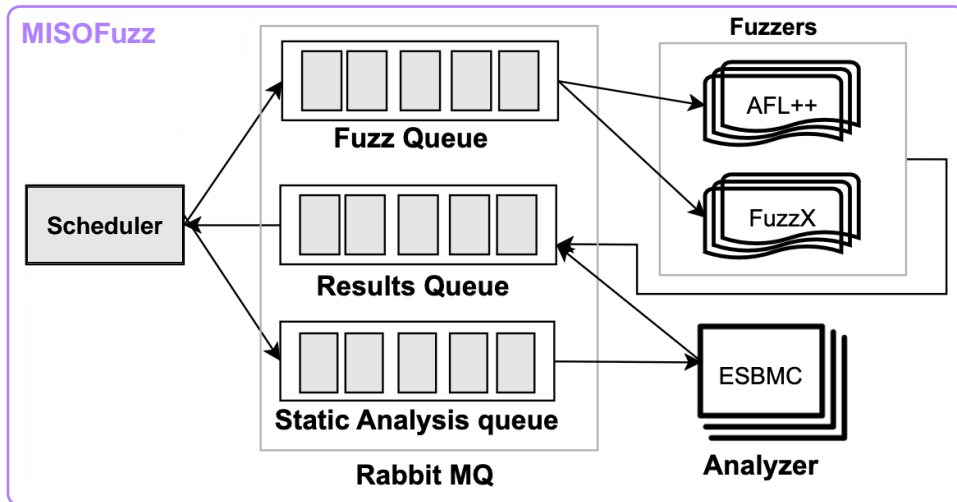 MISOFuzz
Fuzzers
AFL++
Fuzz Queue
Scheduler
FuzzX
Results Queue
ESBMC
Static Analysis queue
Analyzer
Rabbit MQ